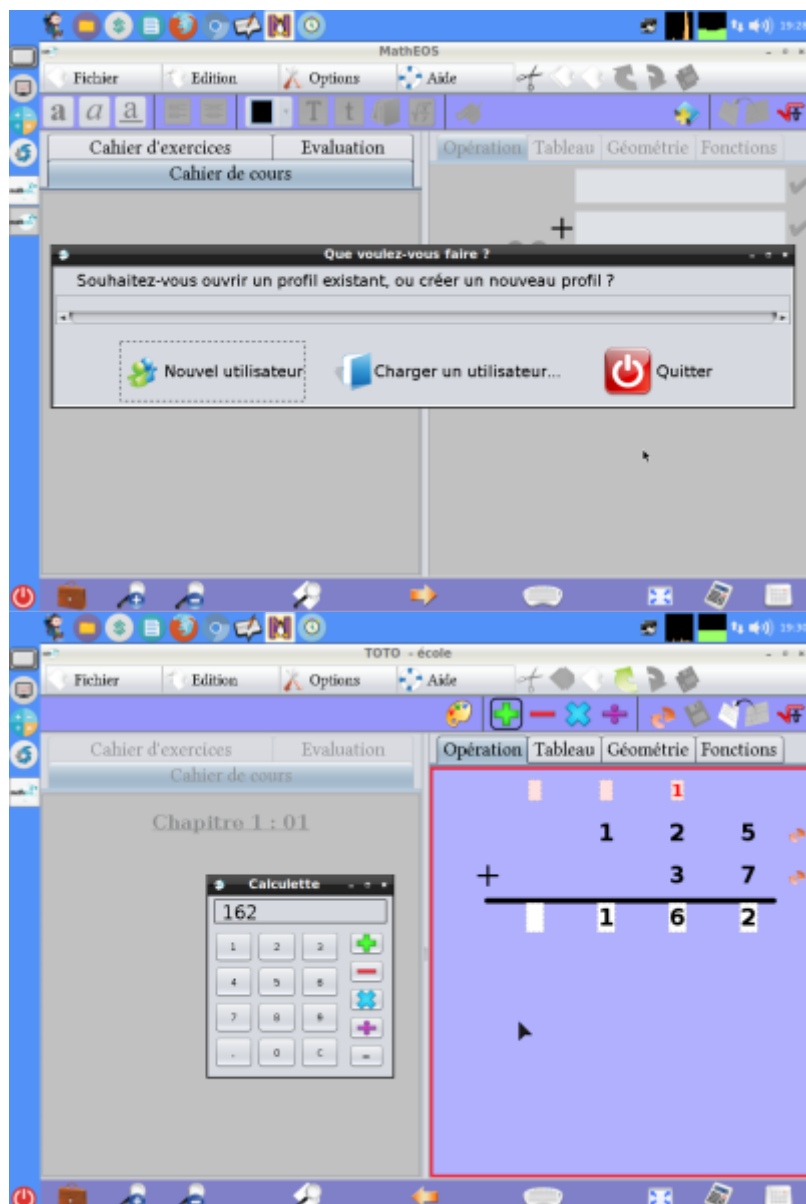 19:28
MathEOS
Fichier Edition Options Aide
a a a T t
Cahier d'exercices Evaluation Opération Tableau Géométrie Fonctions
Cahier de cours
+
Que voulez-vous faire ?
Souhaitez-vous ouvrir un profil existant, ou créer un nouveau profil ?
Nouvel utilisateur Charger un utilisateur... Quitter
19:30
TOTO - école
Fichier Edition Options Aide
Cahier d'exercices Evaluation Opération Tableau Géométrie Fonctions
Cahier de cours
1
Chapitre 1 : 01
1 2 5
+ 3 7
1 6 2
Calculette
162
1 2 3
4 5 6
7 8 9
. 0 C =